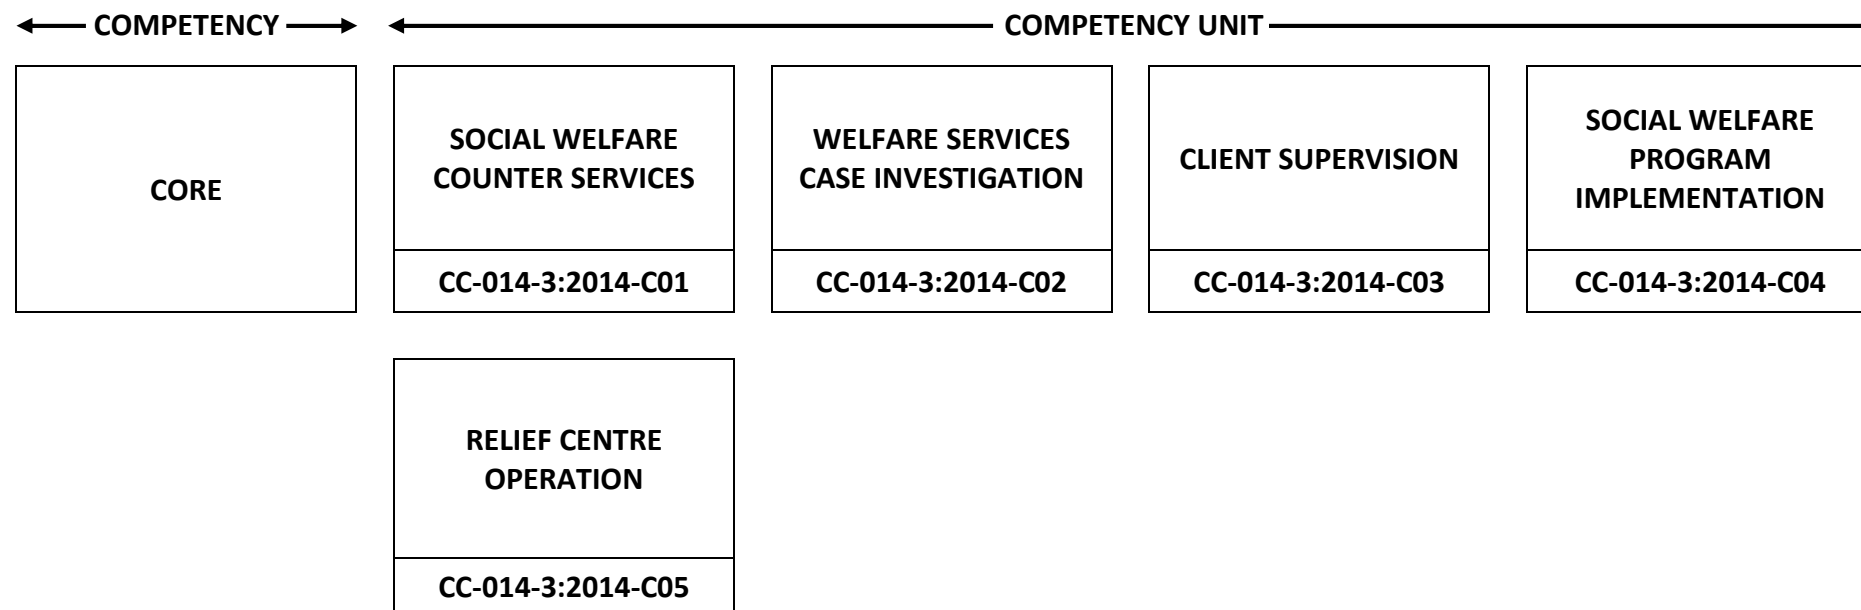 COMPETENCY
COMPETENCY UNIT
CORE
SOCIAL WELFARE
COUNTER SERVICES
CC-014-3:2014-C01
WELFARE SERVICES
CASE INVESTIGATION
CC-014-3:2014-C02
CLIENT SUPERVISION
CC-014-3:2014-C03
SOCIAL WELFARE
PROGRAM
IMPLEMENTATION
CC-014-3:2014-C04
RELIEF CENTRE
OPERATION
CC-014-3:2014-C05